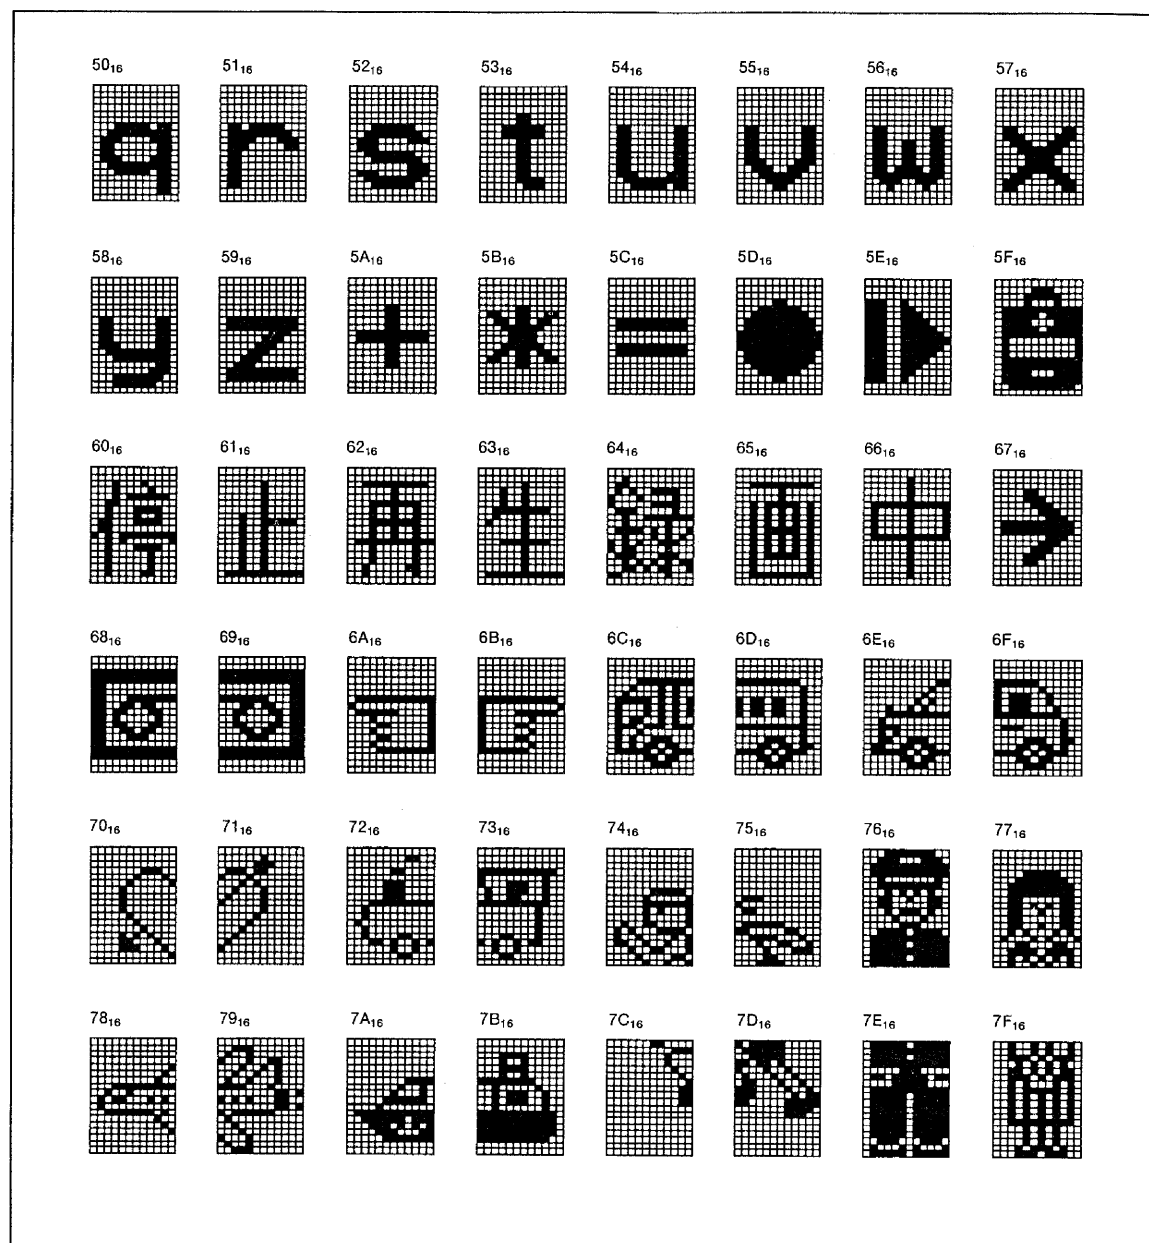 50₁₆ 51₁₆ 52₁₆ 53₁₆ 54₁₆ 55₁₆ 56₁₆ 57₁₆
q r s t u v w x
58₁₆ 59₁₆ 5A₁₆ 5B₁₆ 5C₁₆ 5D₁₆ 5E₁₆ 5F₁₆
y z + * =
60₁₆ 61₁₆ 62₁₆ 63₁₆ 64₁₆ 65₁₆ 66₁₆ 67₁₆
停 止 再 生 録 画 中 →
68₁₆ 69₁₆ 6A₁₆ 6B₁₆ 6C₁₆ 6D₁₆ 6E₁₆ 6F₁₆
70₁₆ 71₁₆ 72₁₆ 73₁₆ 74₁₆ 75₁₆ 76₁₆ 77₁₆
78₁₆ 79₁₆ 7A₁₆ 7B₁₆ 7C₁₆ 7D₁₆ 7E₁₆ 7F₁₆